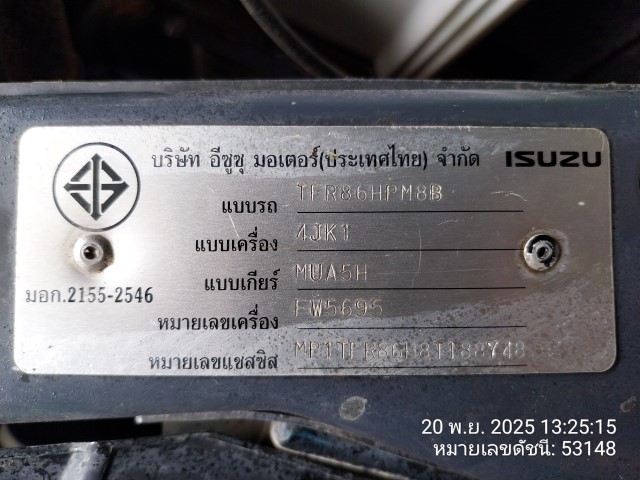 บริษัท อีซูซุ มอเตอร์(ประเทศไทย) จำกัด ISUZU
แบบรถ TFR86HPM8B
แบบเครื่อง 4JK1
แบบเกียร์ MUA5H
มอก.2155-2546
หมายเลขเครื่อง FW5695
หมายเลขแชสซิส
20 พ.ย. 2025 13:25:15
หมายเลขดัชนี: 53148